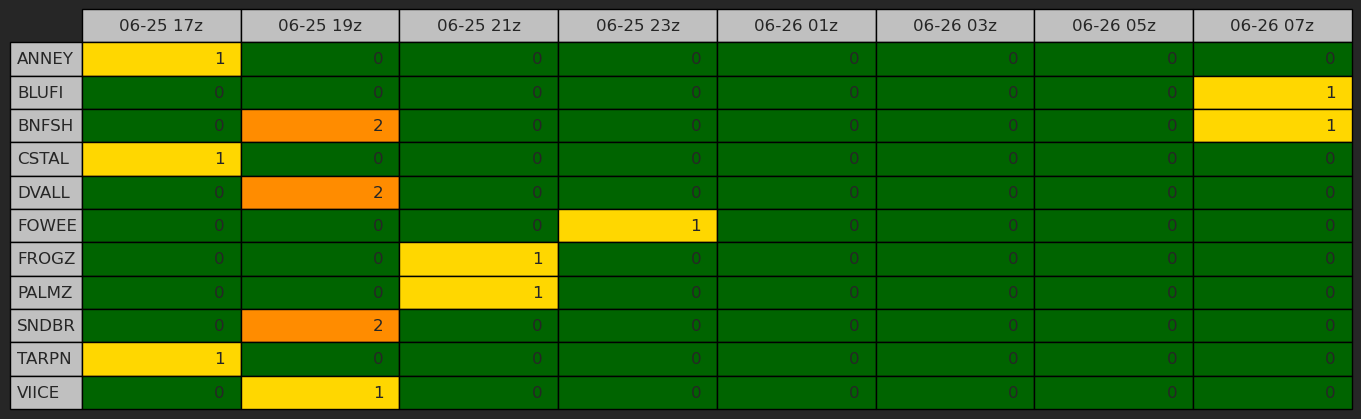 06-25 17z 06-25 19z 06-25 21z 06-25 23z 06-26 01z 06-26 03z 06-26 05z 06-26 07z
ANNEY 1 0 0 0 0 0 0 0
BLUFI 0 0 0 0 0 0 0 1
BNFSH 0 2 0 0 0 0 0 1
CSTAL 1 0 0 0 0 0 0 0
DVALL 0 2 0 0 0 0 0 0
FOWEE 0 0 0 1 0 0 0 0
FROGZ 0 0 1 0 0 0 0 0
PALMZ 0 0 1 0 0 0 0 0
SNDBR 0 2 0 0 0 0 0 0
TARPN 1 0 0 0 0 0 0 0
VIICE 0 1 0 0 0 0 0 0